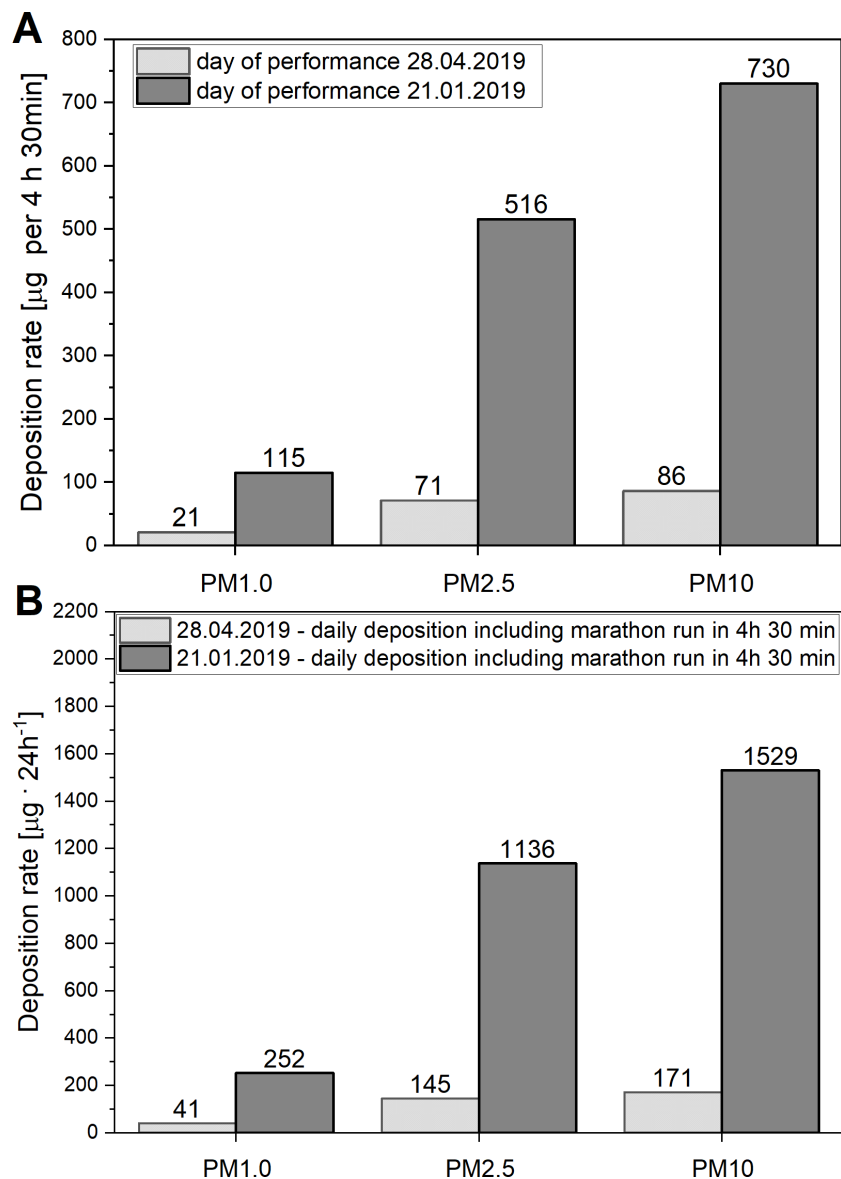 A
800
700
600
500
400
300
200
100
0
Deposition rate [μg  per 4 h 30min]
day of performance 28.04.2019
day of performance 21.01.2019
21
115
71
516
86
730
PM1.0
PM2.5
PM10
B
2200
2000
1800
1600
1400
1200
1000
800
600
400
200
0
Deposition rate [μg · 24h⁻¹]
28.04.2019 - daily deposition including marathon run in 4h 30 min
21.01.2019 - daily deposition including marathon run in 4h 30 min
41
252
145
1136
171
1529
PM1.0
PM2.5
PM10